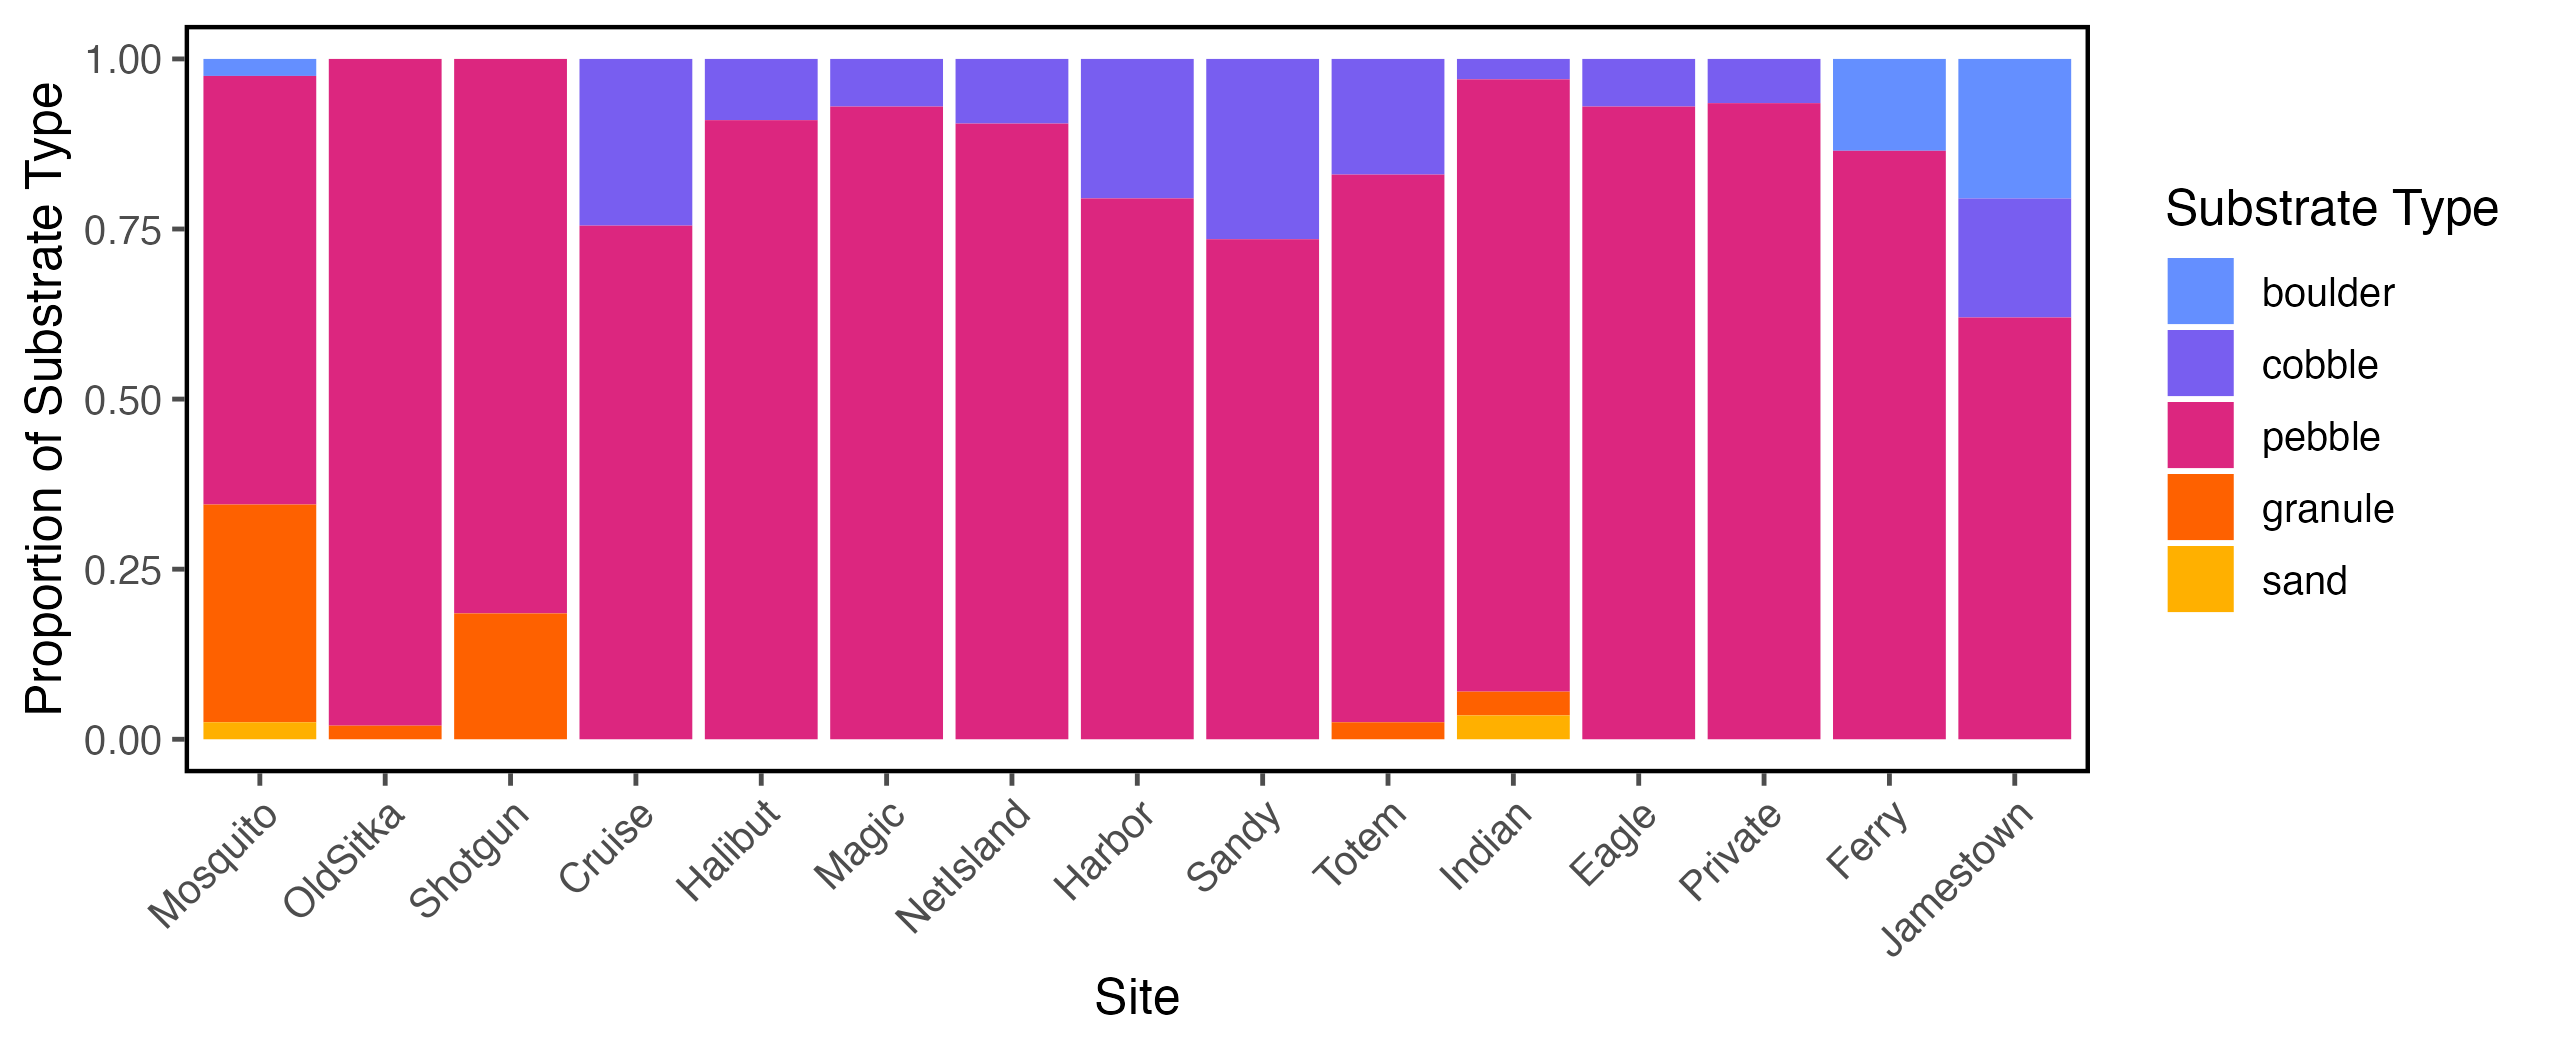 Proportion of Substrate Type
1.00
0.75
0.50
0.25
0.00
Mosquito
OldSitka
Shotgun
Cruise
Halibut
Magic
NetIsland
Harbor
Sandy
Totem
Indian
Eagle
Private
Ferry
Jamestown
Site
Substrate Type
boulder
cobble
pebble
granule
sand